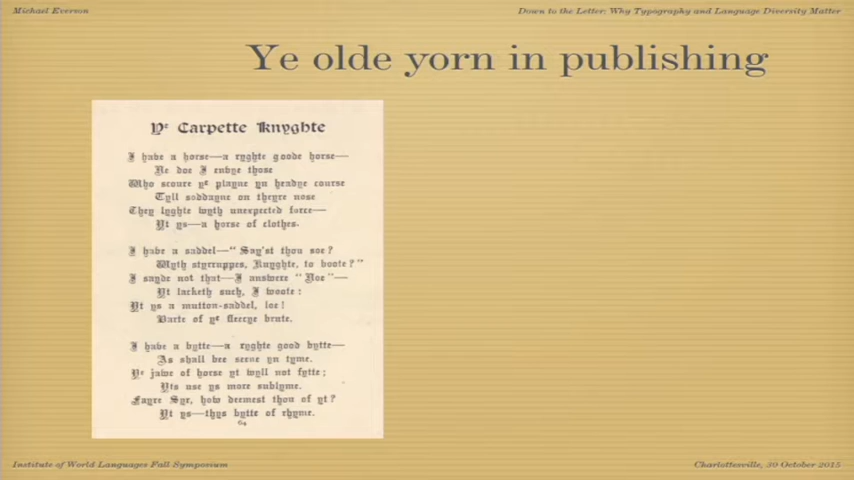 Michael Everson
Down to the Letter: Why Typography and Language Diversity Matter
Ye olde yorn in publishing
Yᵉ Carpette Knyghte
I have a horse—a ryghte goode horse—
Ne doe I envye those
Who scoure yᵉ playne yn headye course
Tyll soddayne on theyre nose
They lyghte wyth unexpected force—
Yt ys—a horse of clothes.
I have a saddel—“Say'st thou soe?
Wyth styrruppes, Knyghte, to boote?”
I sayde not that—I answere “Noe”—
Yt lacketh such, I woote:
Yt ys a mutton-saddel, loe!
Parte of yᵉ fleecye brute.
I have a bytte—a ryghte good bytte—
As shall bee seene yn tyme.
Yᵉ jawe of horse yt wyll not fytte;
Yts use ys more sublyme.
Fayre Syr, how deemest thou of yt?
Yt ys—thys bytte of rhyme.
64
Institute of World Languages Fall Symposium
Charlottesville, 30 October 2015